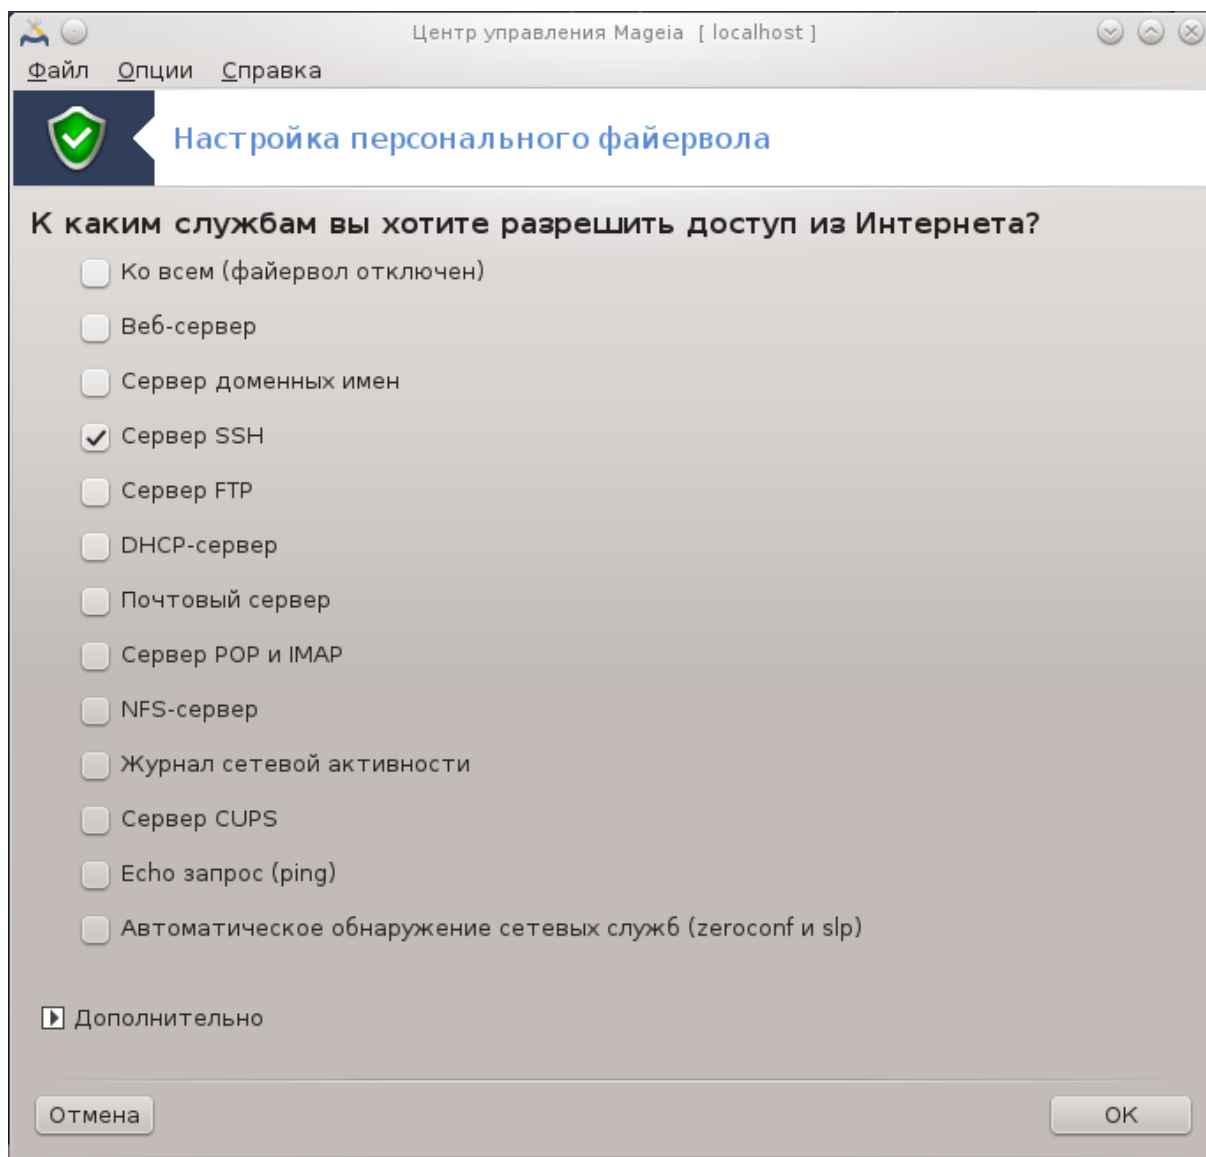 Центр управления Mageia [ localhost ]
Файл Опции Справка
Настройка персонального файервола
К каким службам вы хотите разрешить доступ из Интернета?
Ко всем (файервол отключен)
Веб-сервер
Сервер доменных имен
Сервер SSH
Сервер FTP
DHCP-сервер
Почтовый сервер
Сервер POP и IMAP
NFS-сервер
Журнал сетевой активности
Сервер CUPS
Echo запрос (ping)
Автоматическое обнаружение сетевых служб (zeroconf и slp)
Дополнительно
Отмена OK